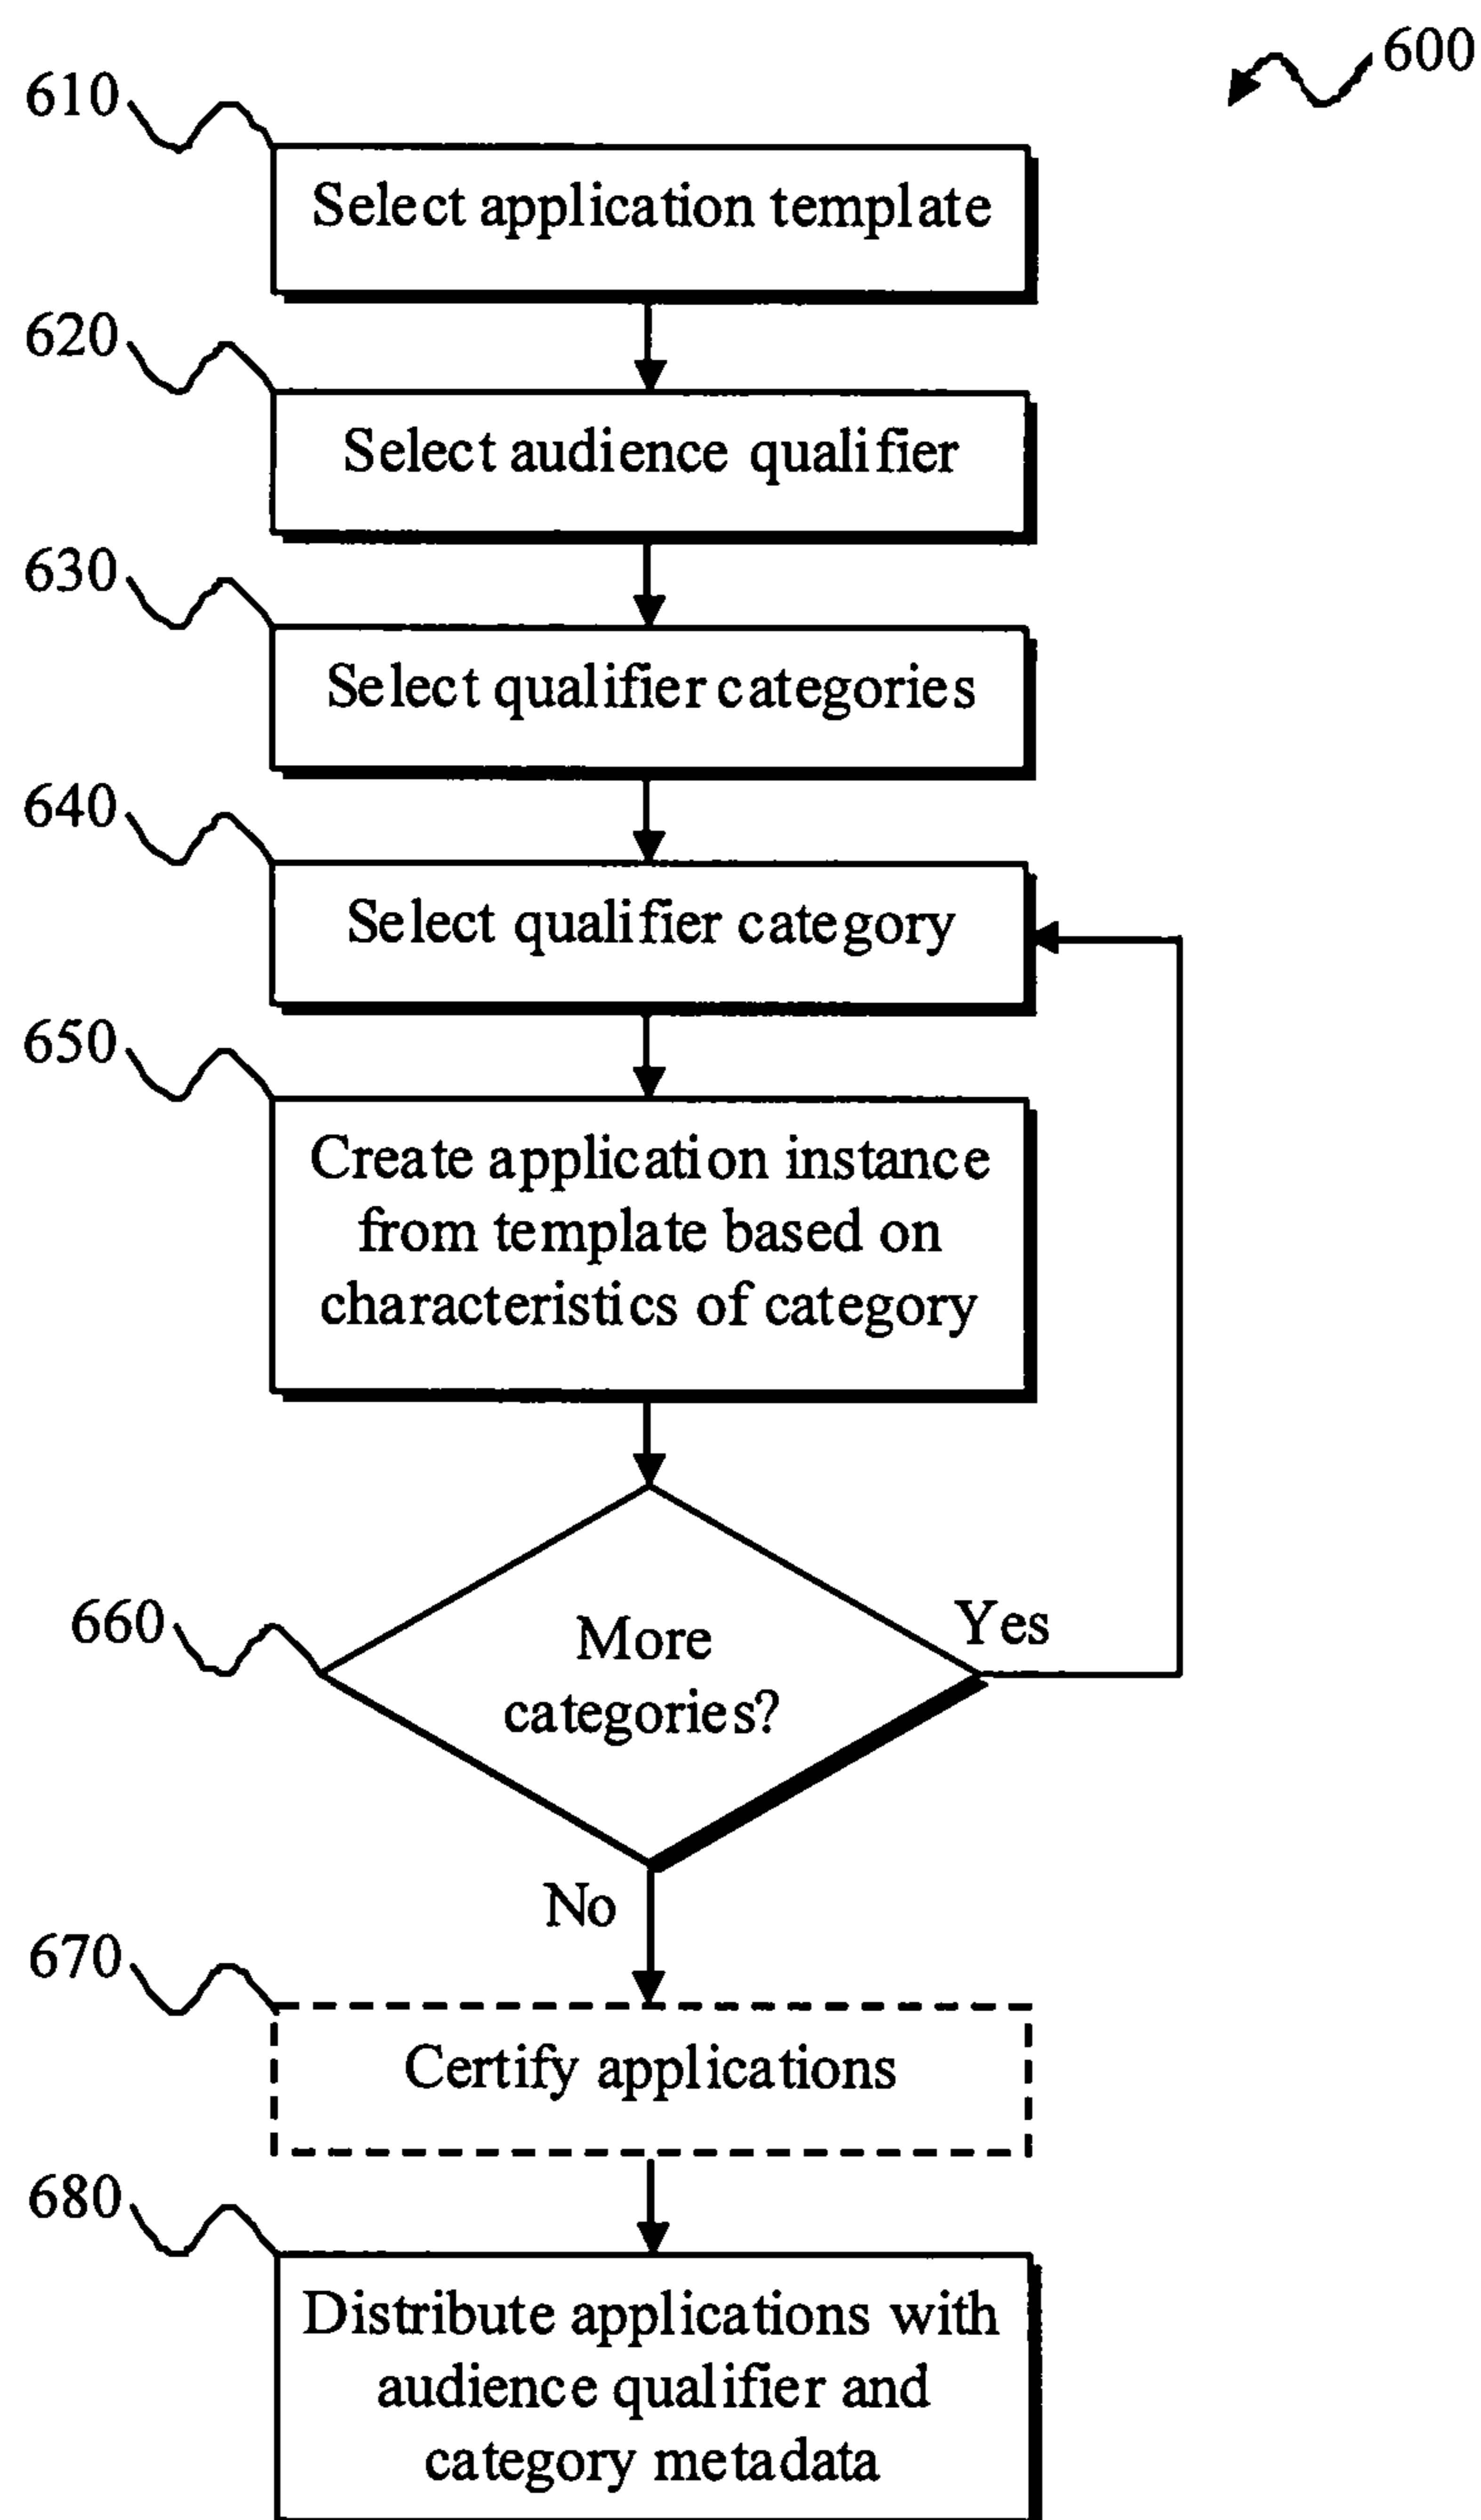 600
610
Select application template
620
Select audience qualifier
630
Select qualifier categories
640
Select qualifier category
650
Create application instance
from template based on
characteristics of category
660
More
categories?
Yes
No
670
Certify applications
680
Distribute applications with
audience qualifier and
category metadata